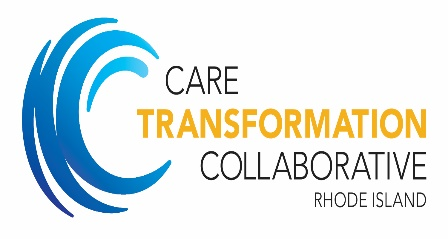 CARE
TRANSFORMATION
COLLABORATIVE
RHODE ISLAND